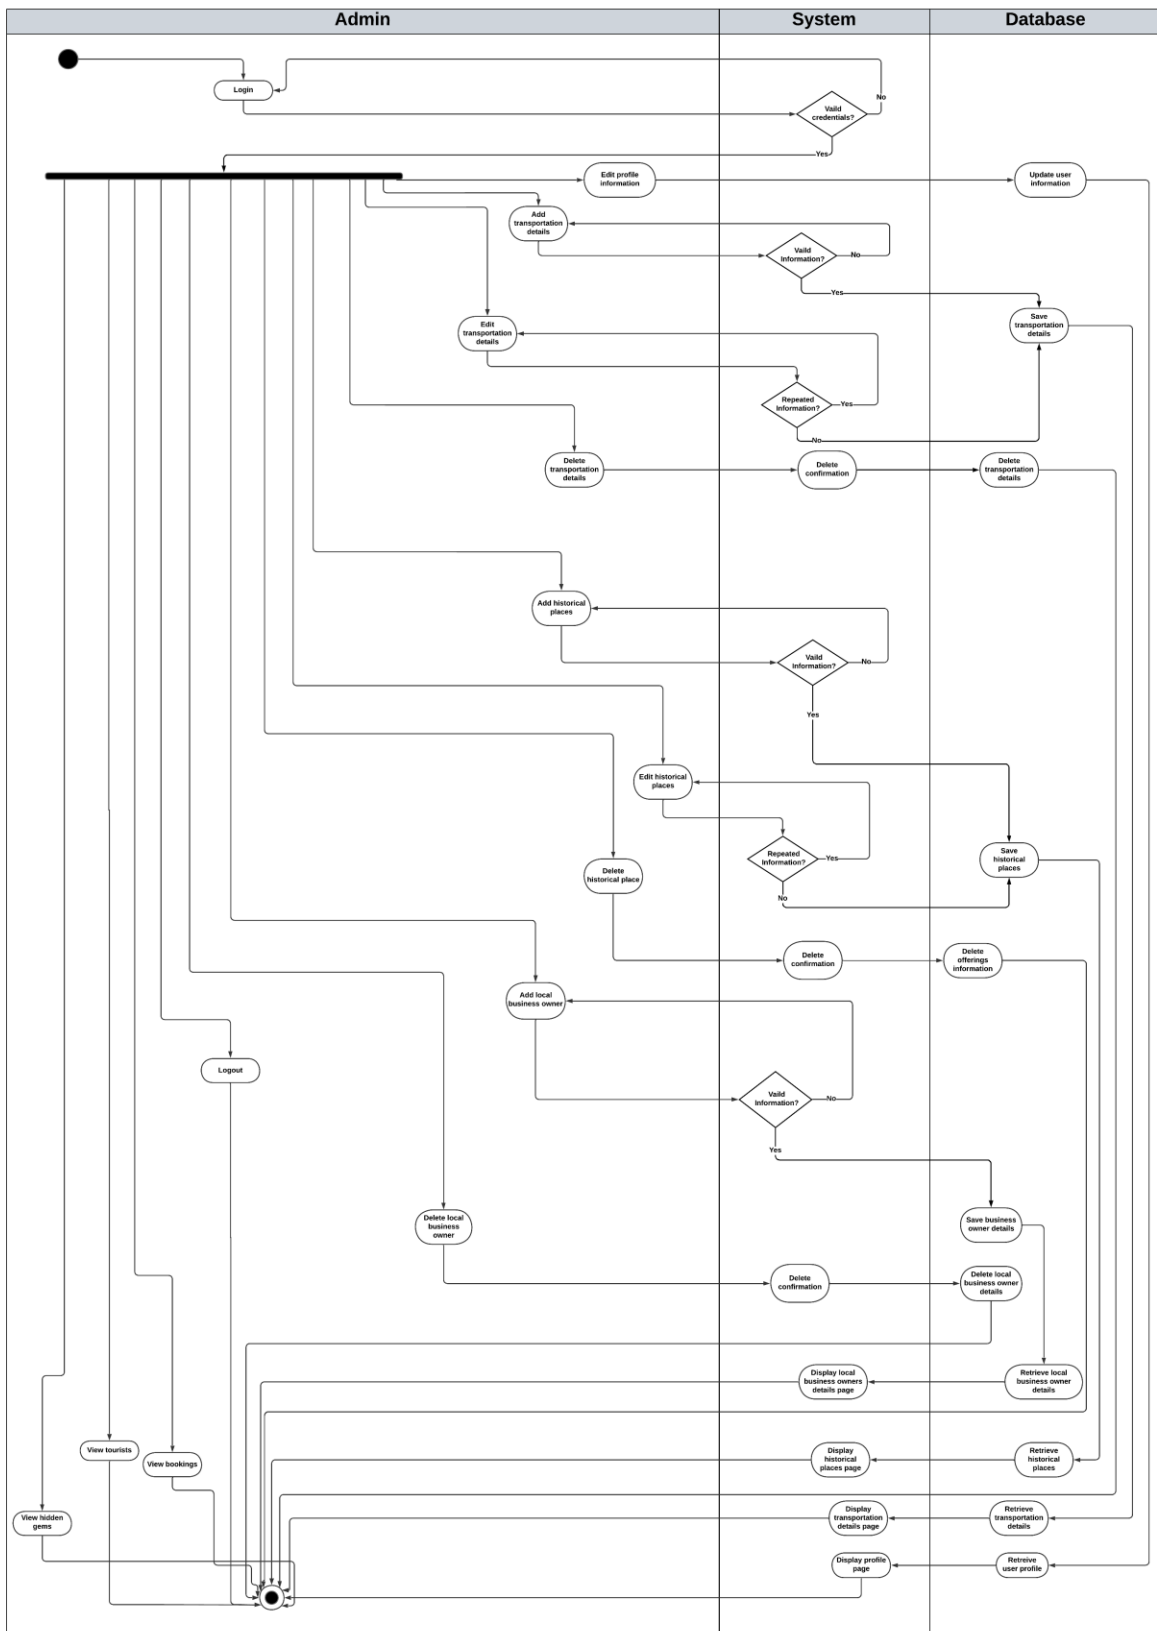 Admin
System
Database
Login
Vaild
credentials?
No
Yes
Edit profile
information
Update user
information
Add
transportation
details
Vaild
Information?
No
Yes
Save
transportation
details
Edit
transportation
details
Repeated
Information?
Yes
No
Delete
transportation
details
Delete
confirmation
Delete
transportation
details
Add historical
places
Vaild
Information?
No
Yes
Edit historical
places
Repeated
Information?
Yes
No
Save
historical
places
Delete
historical place
Delete
confirmation
Delete
offerings
information
Add local
business owner
Logout
Vaild
Information?
No
Yes
Delete local
business
owner
Save business
owner details
Delete
confirmation
Delete local
business owner
details
Display local
business owners
details page
Retrieve local
business owner
details
View tourists
View bookings
Display
historical
places page
Retrieve
historical
places
View hidden
gems
Display
transportation
details page
Retrieve
transportation
details
Display profile
page
Retreive
user profile